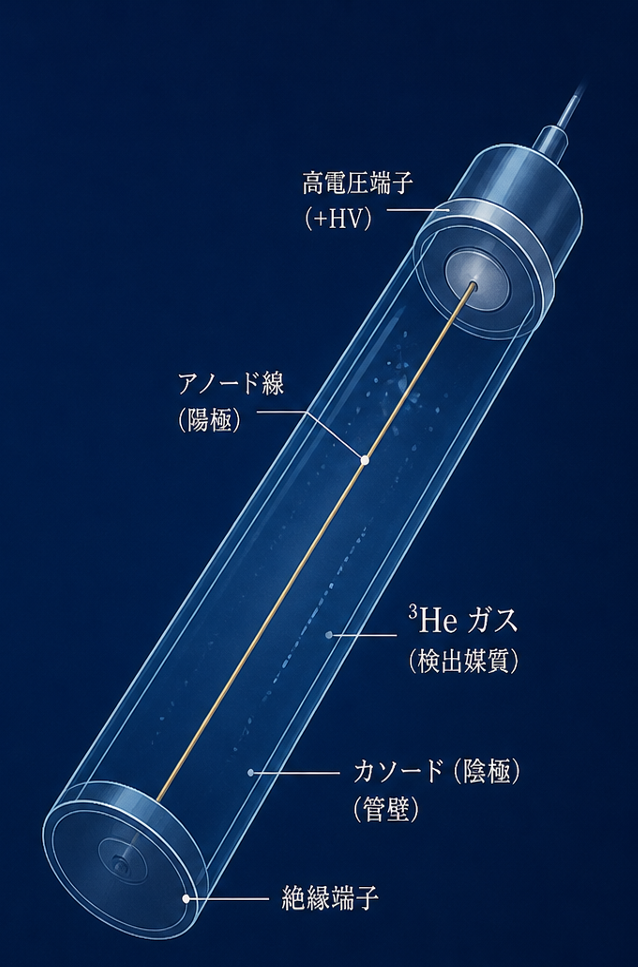 高電圧端子
(+HV)
アノード線
(陽極)
³He ガス
(検出媒質)
カソード (陰極)
(管壁)
絶縁端子